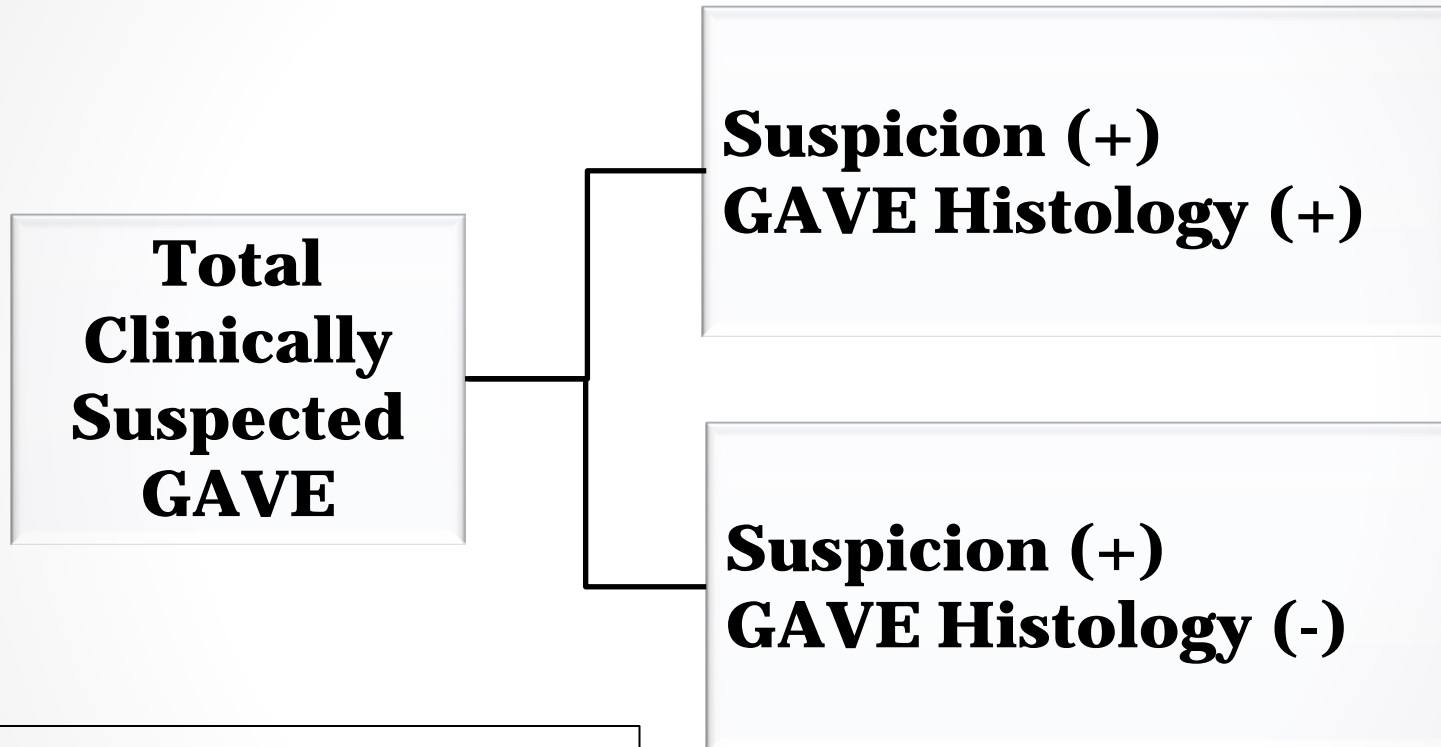 Total
Clinically
Suspected
GAVE
Suspicion (+)
GAVE Histology (+)
Suspicion (+)
GAVE Histology (-)